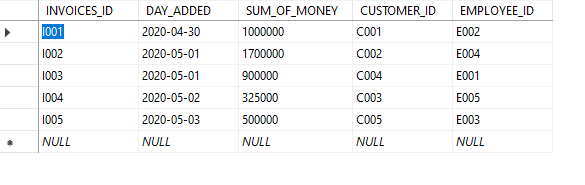 INVOICES_ID DAY_ADDED SUM_OF_MONEY CUSTOMER_ID EMPLOYEE_ID
I001 2020-04-30 1000000 C001 E002
I002 2020-05-01 1700000 C002 E004
I003 2020-05-01 900000 C004 E001
I004 2020-05-02 325000 C003 E005
I005 2020-05-03 500000 C005 E003
NULL NULL NULL NULL NULL